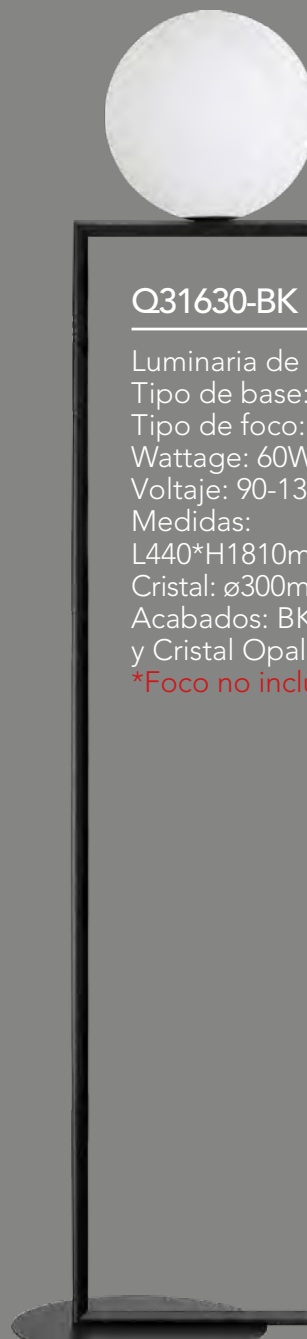 Q31630-BK
Luminaria de
Tipo de base:
Tipo de foco:
Wattage: 60W
Voltaje: 90-13
Medidas:
L440*H1810m
Cristal: ø300m
Acabados: BK
y Cristal Opal
*Foco no inclu